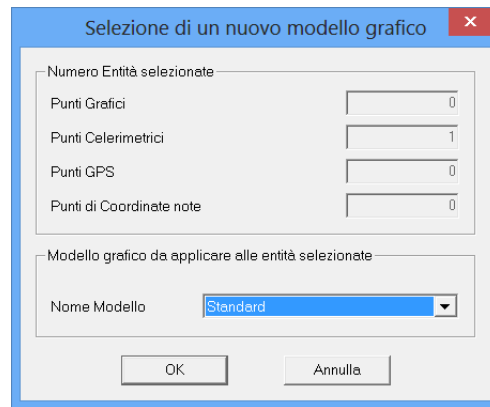 Selezione di un nuovo modello grafico
Numero Entità selezionate
Punti Grafici 0
Punti Celerimetrici 1
Punti GPS 0
Punti di Coordinate note 0
Modello grafico da applicare alle entità selezionate
Nome Modello Standard
OK Annulla